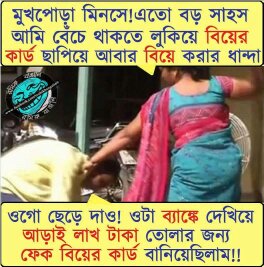 মুখপোড়া মিনসে!এতো বড় সাহস
আমি বেঁচে থাকতে লুকিয়ে বিয়ের
কার্ড ছাপিয়ে আবার বিয়ে করার ধান্দা
ওগো ছেড়ে দাও! ওটা ব্যাঙ্কে দেখিয়ে
আড়াই লাখ টাকা তোলার জন্য
ফেক বিয়ের কার্ড বানিয়েছিলাম!!